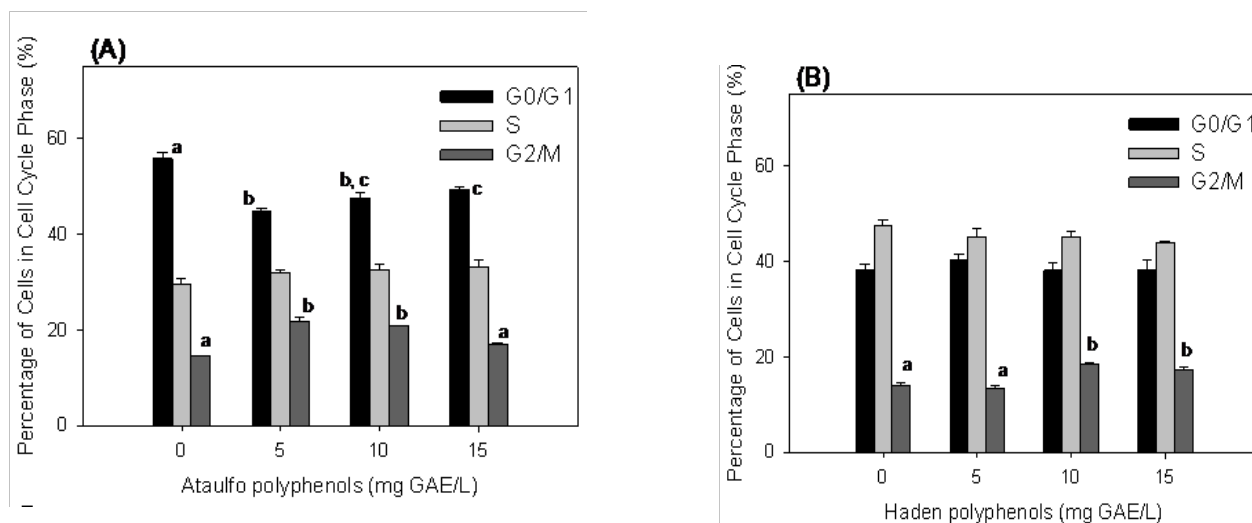 (A)
Percentage of Cells in Cell Cycle Phase (%)
60
40
20
0
G0/G1
S
G2/M
a
a
b
b
b, c
b
c
a
0 5 10 15
Ataulfo polyphenols (mg GAE/L)
(B)
Percentage of Cells in Cell Cycle Phase (%)
60
40
20
0
G0/G1
S
G2/M
a
a
b
b
0 5 10 15
Haden polyphenols (mg GAE/L)